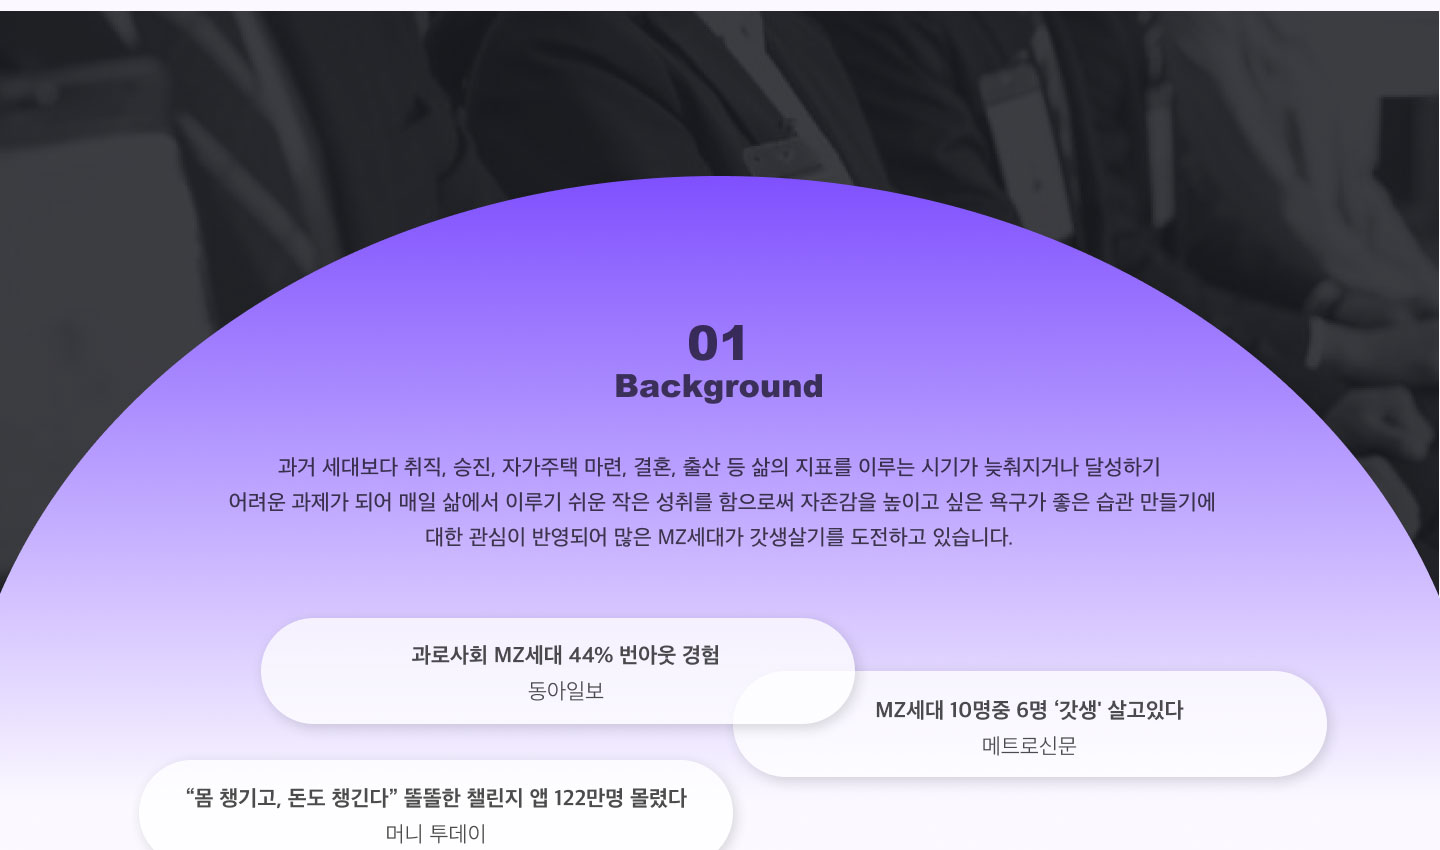 01
Background
과거 세대보다 취직, 승진, 자가주택 마련, 결혼, 출산 등 삶의 지표를 이루는 시기가 늦춰지거나 달성하기
어려운 과제가 되어 매일 삶에서 이루기 쉬운 작은 성취를 함으로써 자존감을 높이고 싶은 욕구가 좋은 습관 만들기에
대한 관심이 반영되어 많은 MZ세대가 갓생살기를 도전하고 있습니다.
과로사회 MZ세대 44% 번아웃 경험
동아일보
MZ세대 10명중 6명 ‘갓생' 살고있다
메트로신문
“몸 챙기고, 돈도 챙긴다” 똘똘한 챌린지 앱 122만명 몰렸다
머니 투데이